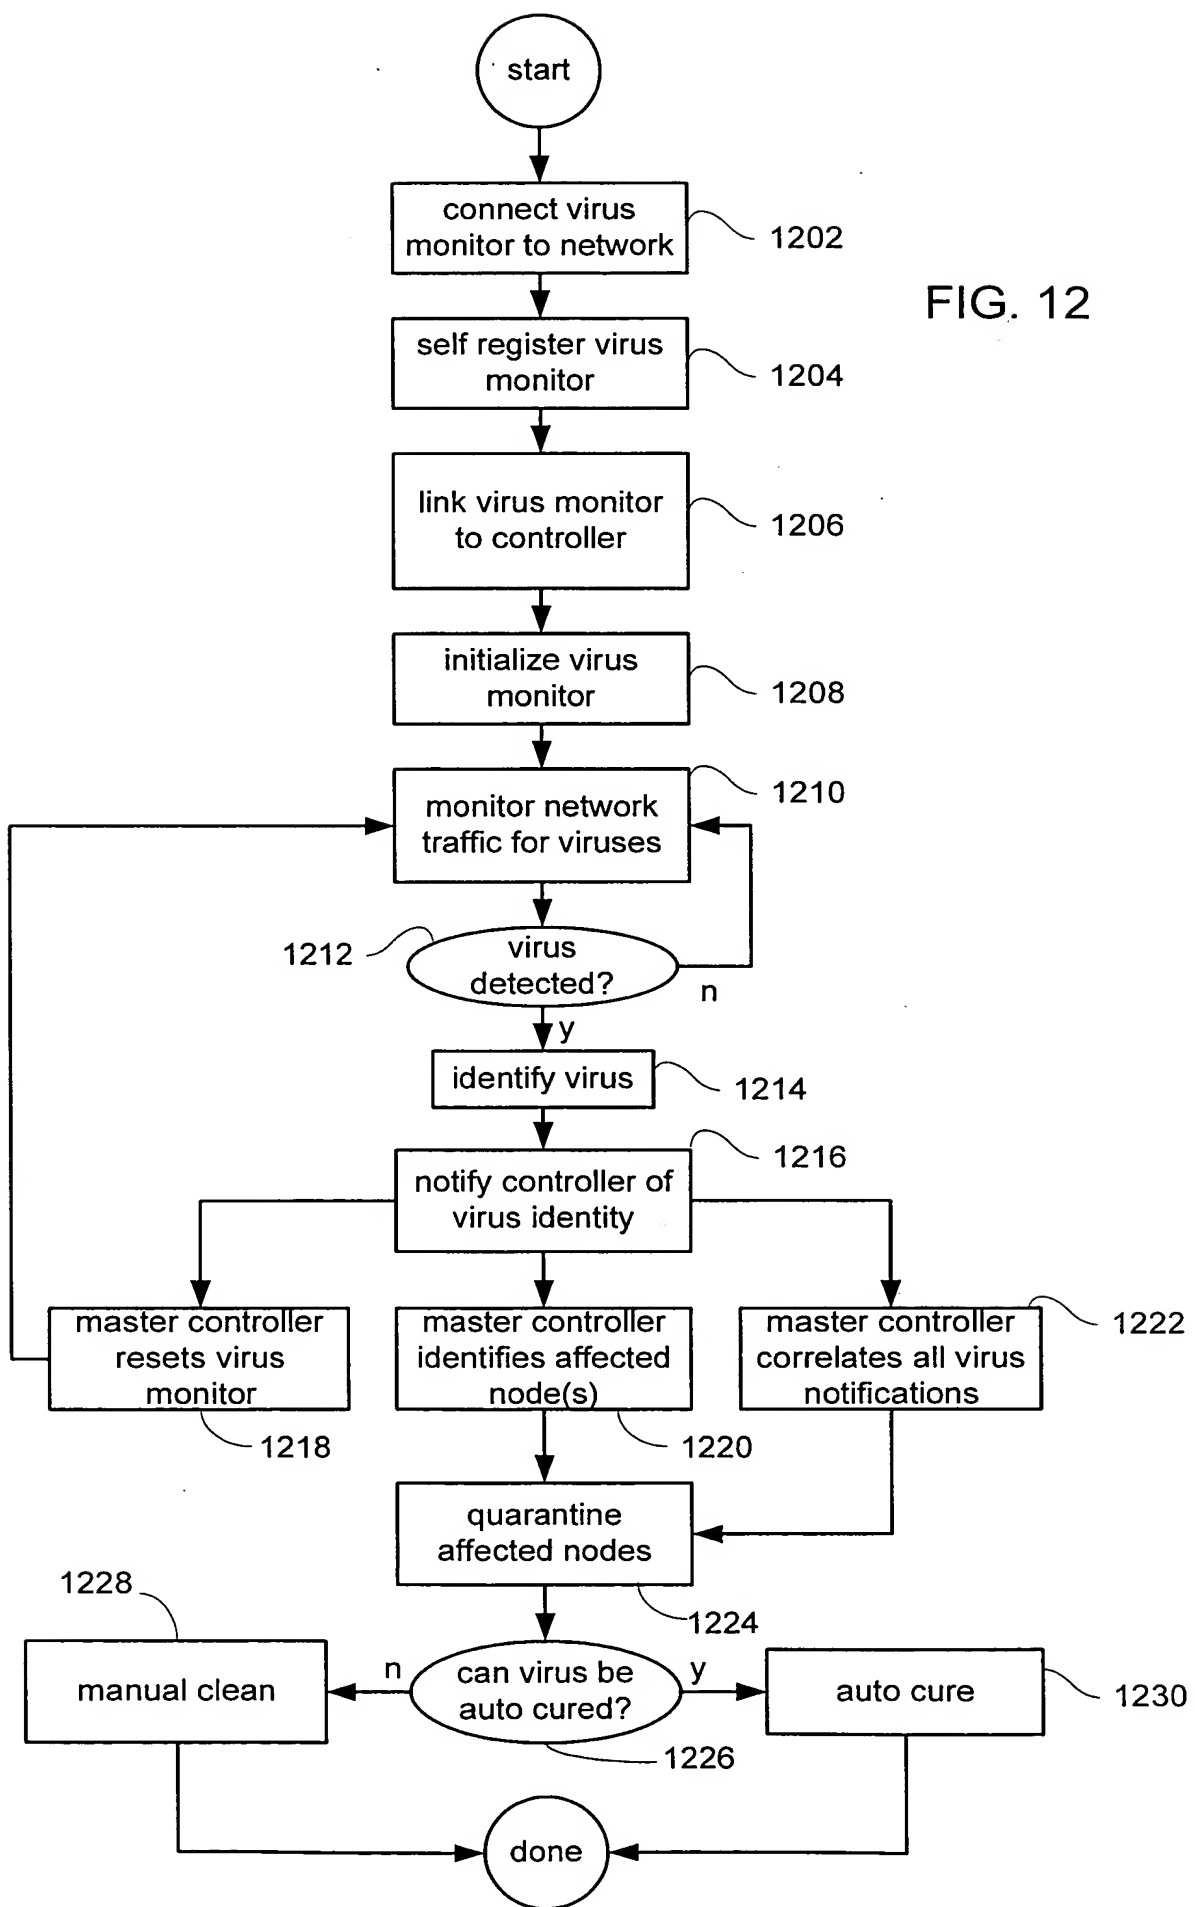 start
connect virus
monitor to network
1202
FIG. 12
self register virus
monitor
1204
link virus monitor
to controller
1206
initialize virus
monitor
1208
monitor network
traffic for viruses
1210
1212
virus
detected?
n
y
identify virus
1214
notify controller of
virus identity
1216
master controller
resets virus
monitor
1218
master controller
identifies affected
node(s)
1220
master controller
correlates all virus
notifications
1222
quarantine
affected nodes
1224
1228
manual clean
n
can virus be
auto cured?
y
1226
auto cure
1230
done